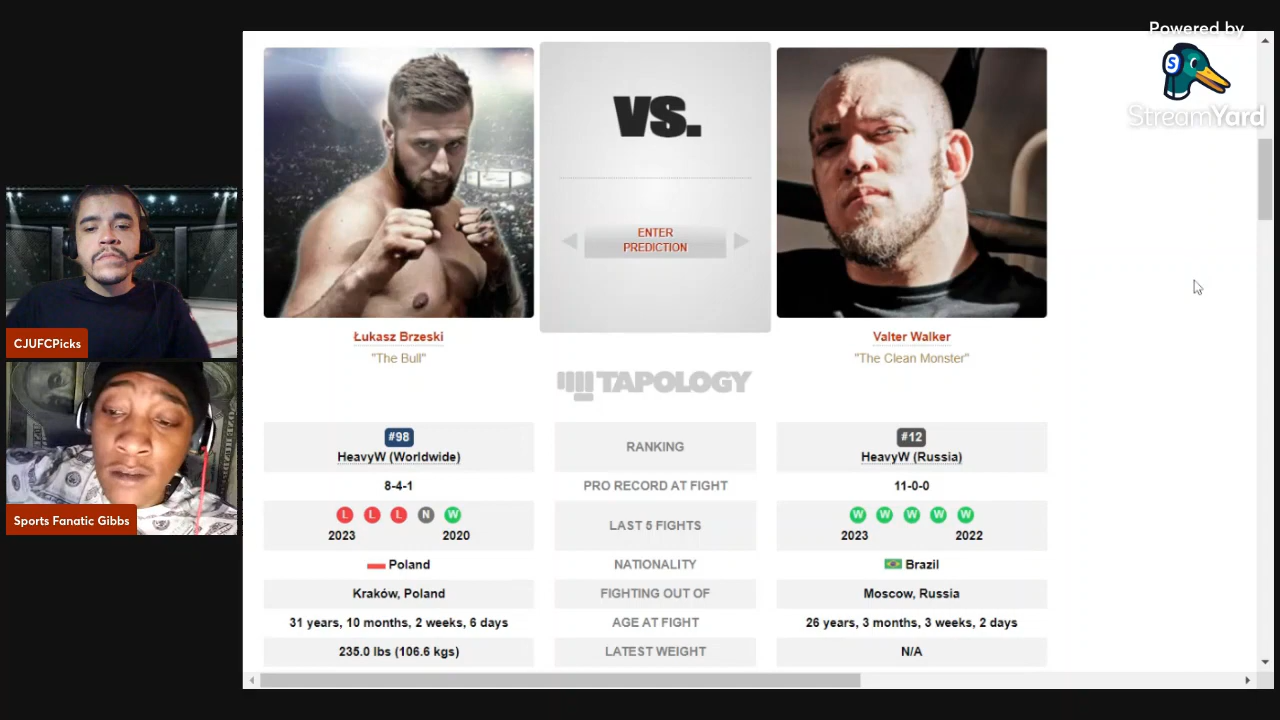 Powered by
StreamYard
VS.
ENTER
PREDICTION
Łukasz Brzeski
"The Bull"
Valter Walker
"The Clean Monster"
TAPOLOGY
#98
HeavyW (Worldwide)
RANKING
#12
HeavyW (Russia)
8-4-1
PRO RECORD AT FIGHT
11-0-0
L L L N W
2023 2020
LAST 5 FIGHTS
W W W W W
2023 2022
Poland
NATIONALITY
Brazil
Kraków, Poland
FIGHTING OUT OF
Moscow, Russia
31 years, 10 months, 2 weeks, 6 days
AGE AT FIGHT
26 years, 3 months, 3 weeks, 2 days
235.0 lbs (106.6 kgs)
LATEST WEIGHT
N/A
CJUFCPicks
Sports Fanatic Gibbs